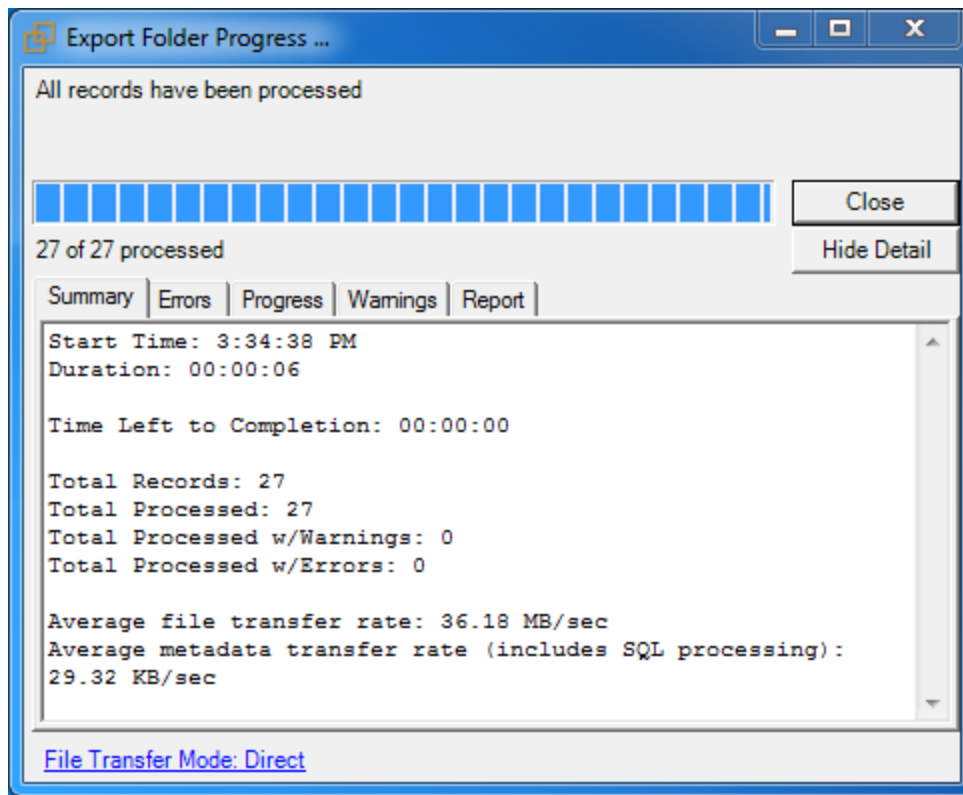 Export Folder Progress ...
All records have been processed
Close
27 of 27 processed
Hide Detail
Summary Errors Progress Warnings Report
Start Time: 3:34:38 PM
Duration: 00:00:06
Time Left to Completion: 00:00:00
Total Records: 27
Total Processed: 27
Total Processed w/Warnings: 0
Total Processed w/Errors: 0
Average file transfer rate: 36.18 MB/sec
Average metadata transfer rate (includes SQL processing):
29.32 KB/sec
File Transfer Mode: Direct